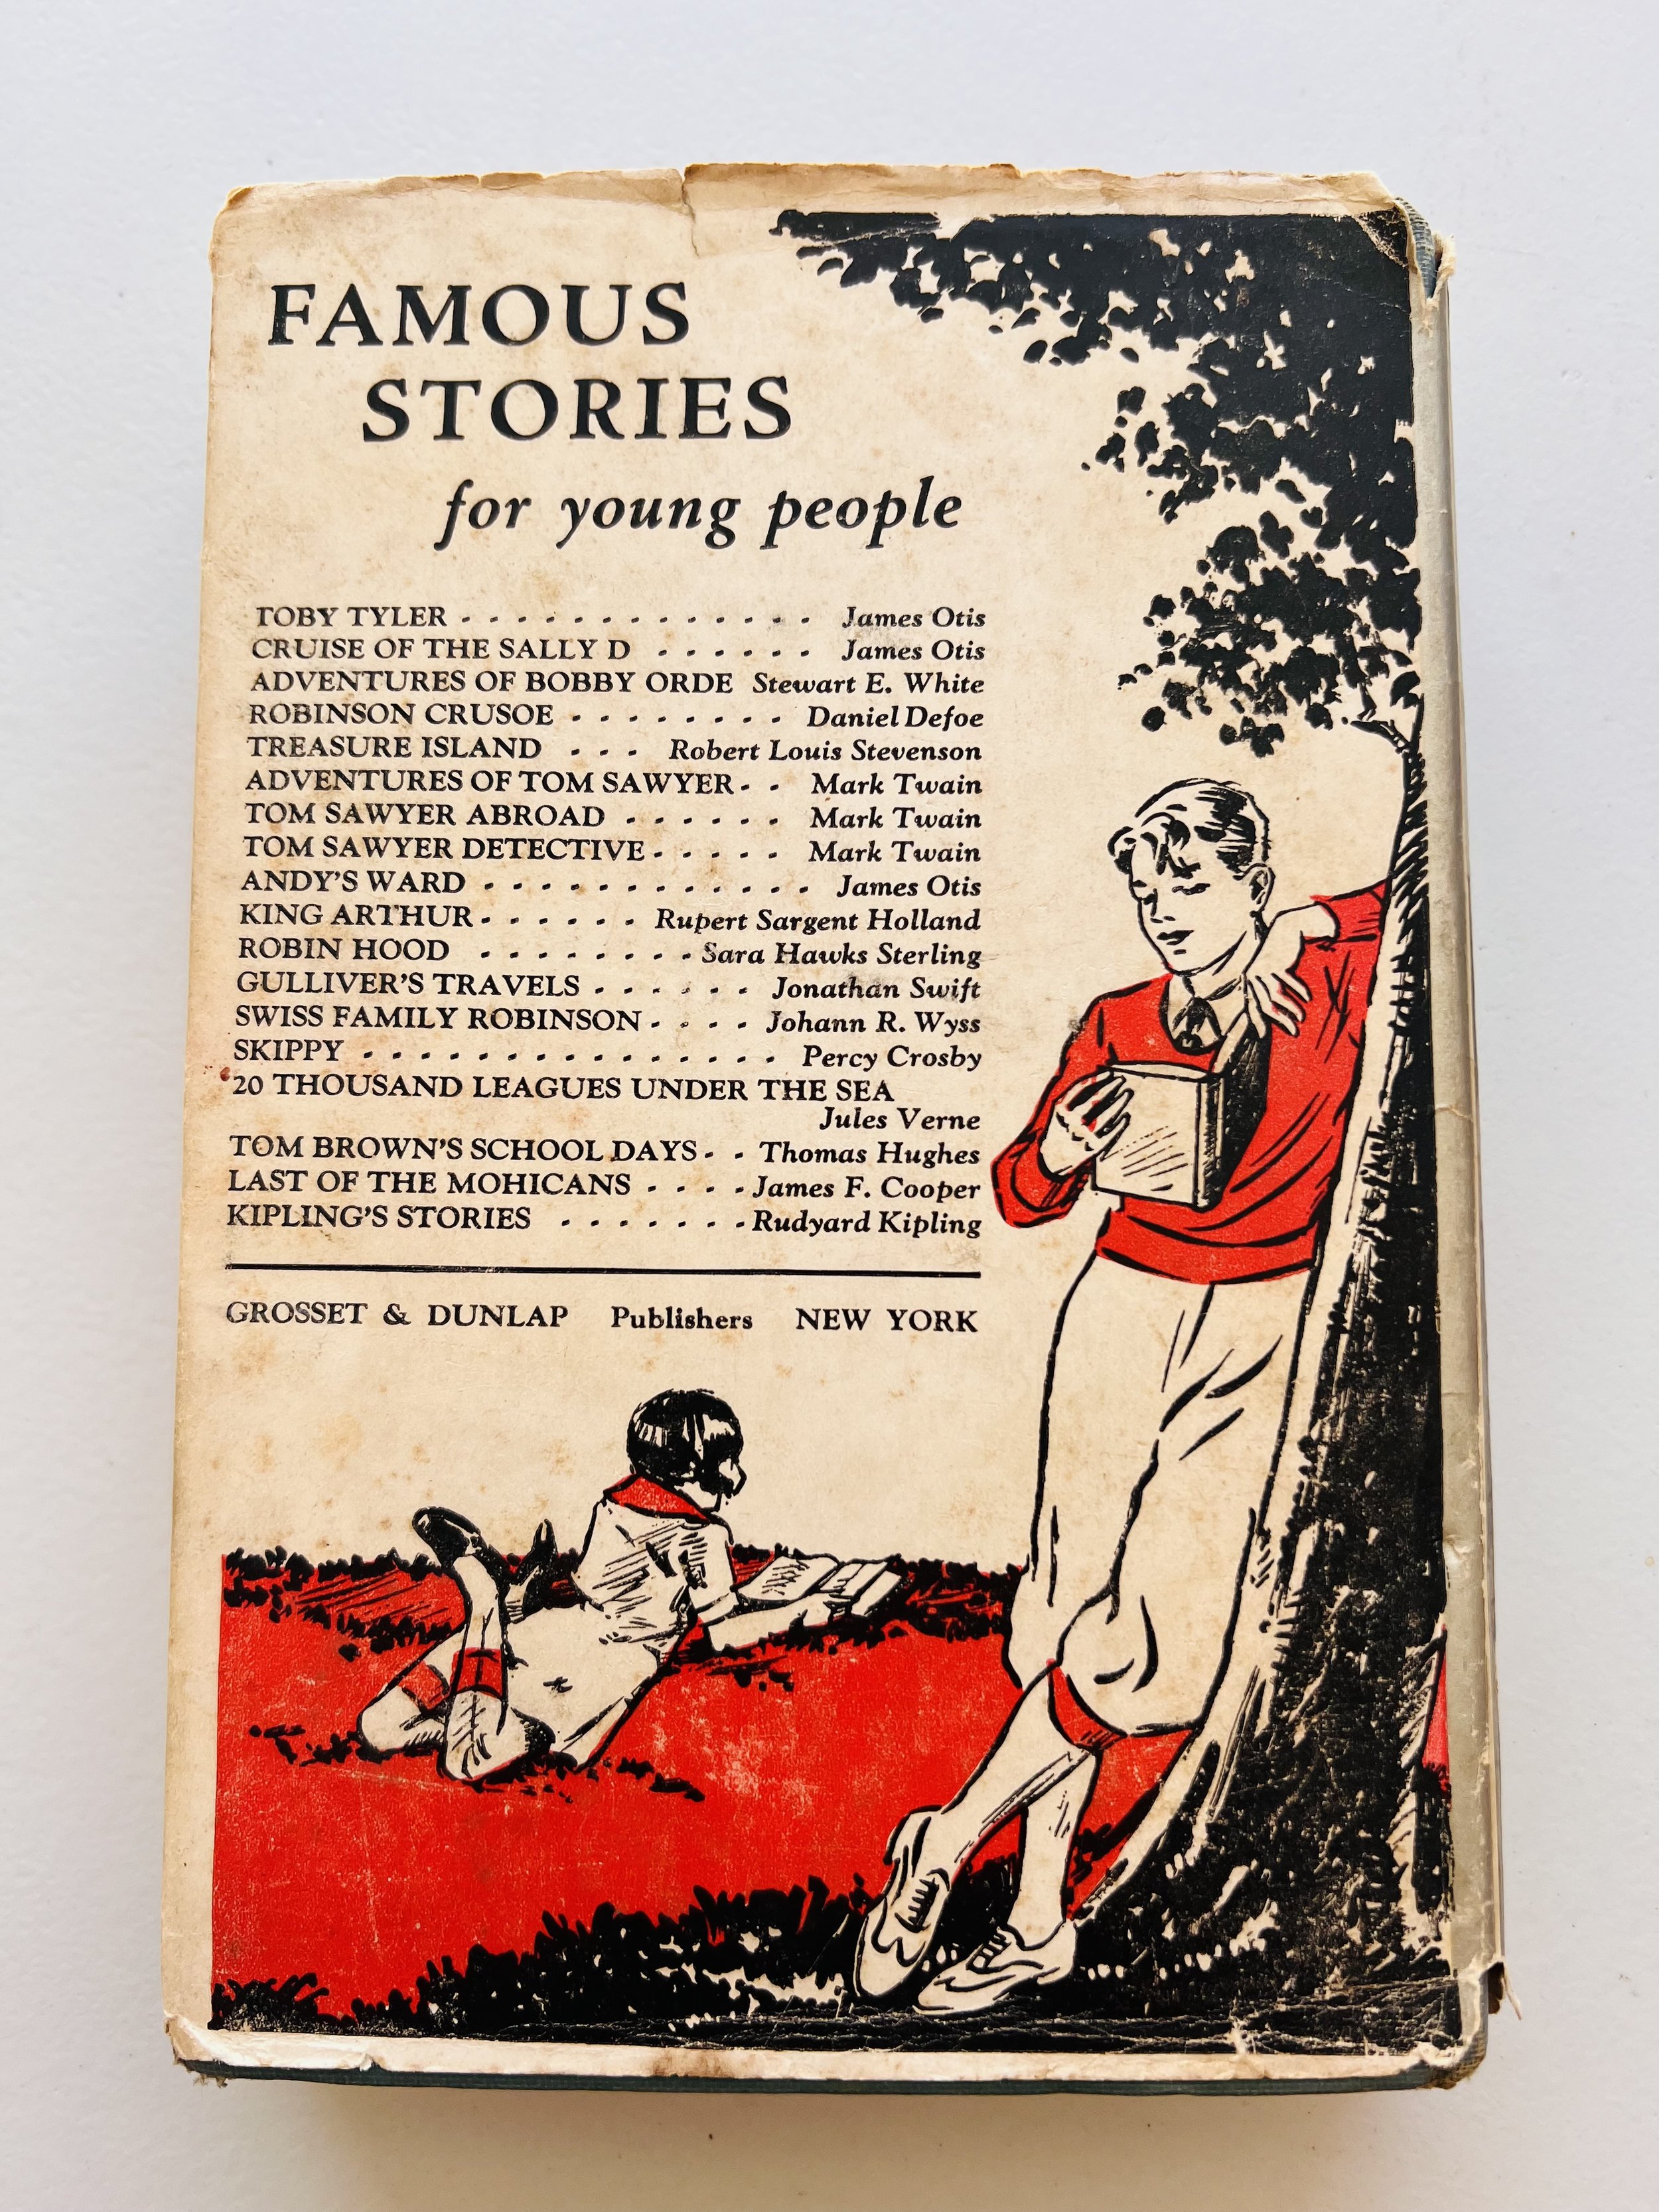 FAMOUS
STORIES
for young people
TOBY TYLER . . . . . . . . . . . . . . James Otis
CRUISE OF THE SALLY D . . . . . . James Otis
ADVENTURES OF BOBBY ORDE Stewart E. White
ROBINSON CRUSOE . . . . . . . . Daniel Defoe
TREASURE ISLAND . . . Robert Louis Stevenson
ADVENTURES OF TOM SAWYER . . Mark Twain
TOM SAWYER ABROAD . . . . . . Mark Twain
TOM SAWYER DETECTIVE . . . . . Mark Twain
ANDY'S WARD . . . . . . . . . . . . James Otis
KING ARTHUR . . . . . . Rupert Sargent Holland
ROBIN HOOD . . . . . . . . Sara Hawks Sterling
GULLIVER'S TRAVELS . . . . . . Jonathan Swift
SWISS FAMILY ROBINSON . . . . Johann R. Wyss
SKIPPY . . . . . . . . . . . . . . . . Percy Crosby
20 THOUSAND LEAGUES UNDER THE SEA
Jules Verne
TOM BROWN'S SCHOOL DAYS . . Thomas Hughes
LAST OF THE MOHICANS . . . . James F. Cooper
KIPLING'S STORIES . . . . . . . Rudyard Kipling
GROSSET & DUNLAP Publishers NEW YORK